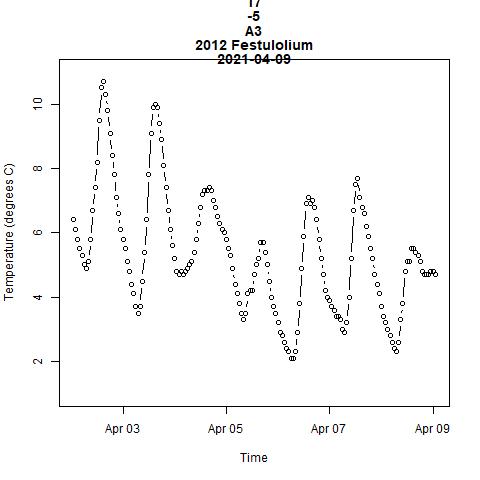 17
-5
A3
2012 Festulolium
2021-04-09
Temperature (degrees C)
10
8
6
4
2
Apr 03
Apr 05
Apr 07
Apr 09
Time